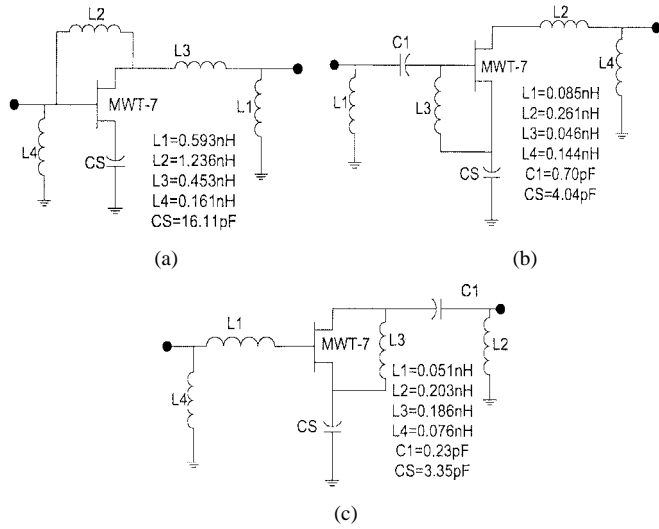 L2
L3
MWT-7
L1
L4
CS
L1=0.593nH
L2=1.236nH
L3=0.453nH
L4=0.161nH
CS=16.11pF
(a)
L2
C1
MWT-7
L4
L1
L3
CS
L1=0.085nH
L2=0.261nH
L3=0.046nH
L4=0.144nH
C1=0.70pF
CS=4.04pF
(b)
C1
L1
MWT-7
L3
L2
L4
CS
L1=0.051nH
L2=0.203nH
L3=0.186nH
L4=0.076nH
C1=0.23pF
CS=3.35pF
(c)